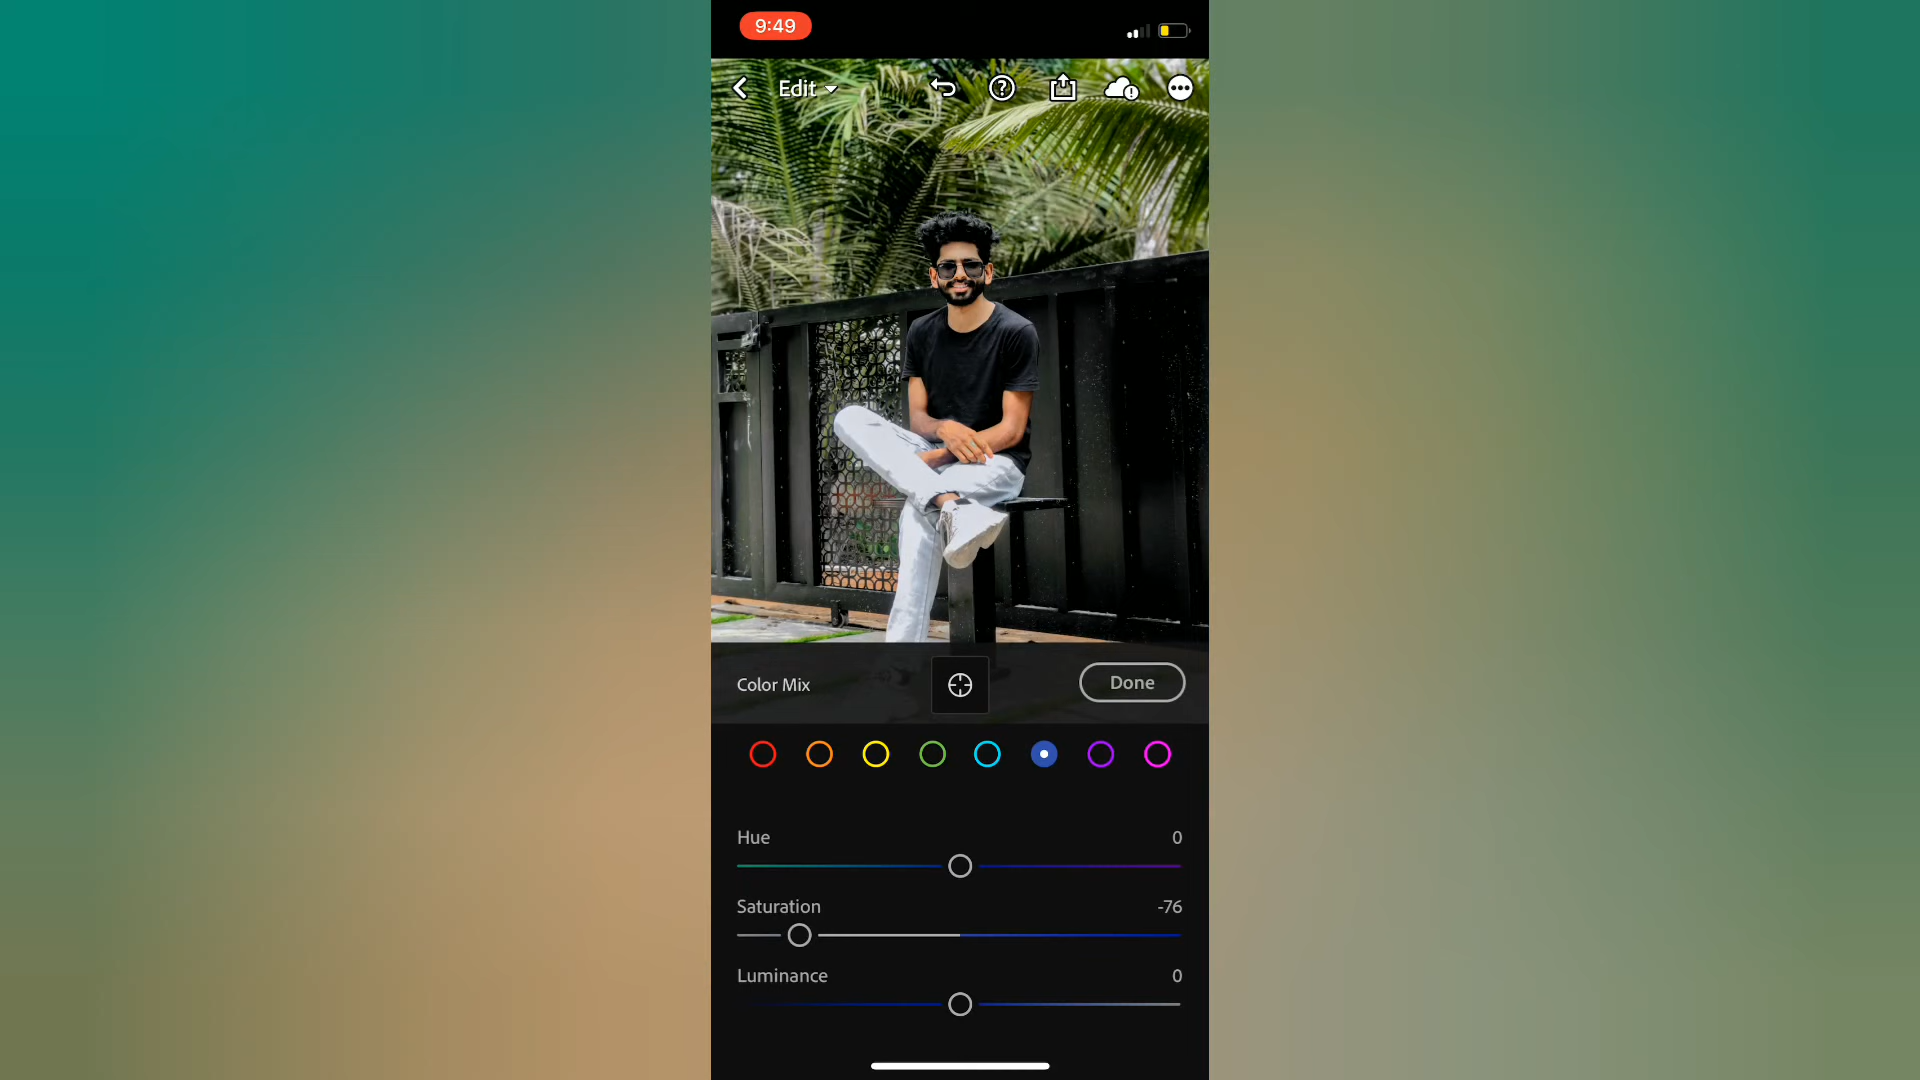 9:49
Edit
Color Mix
Done
Hue 0
Saturation -76
Luminance 0